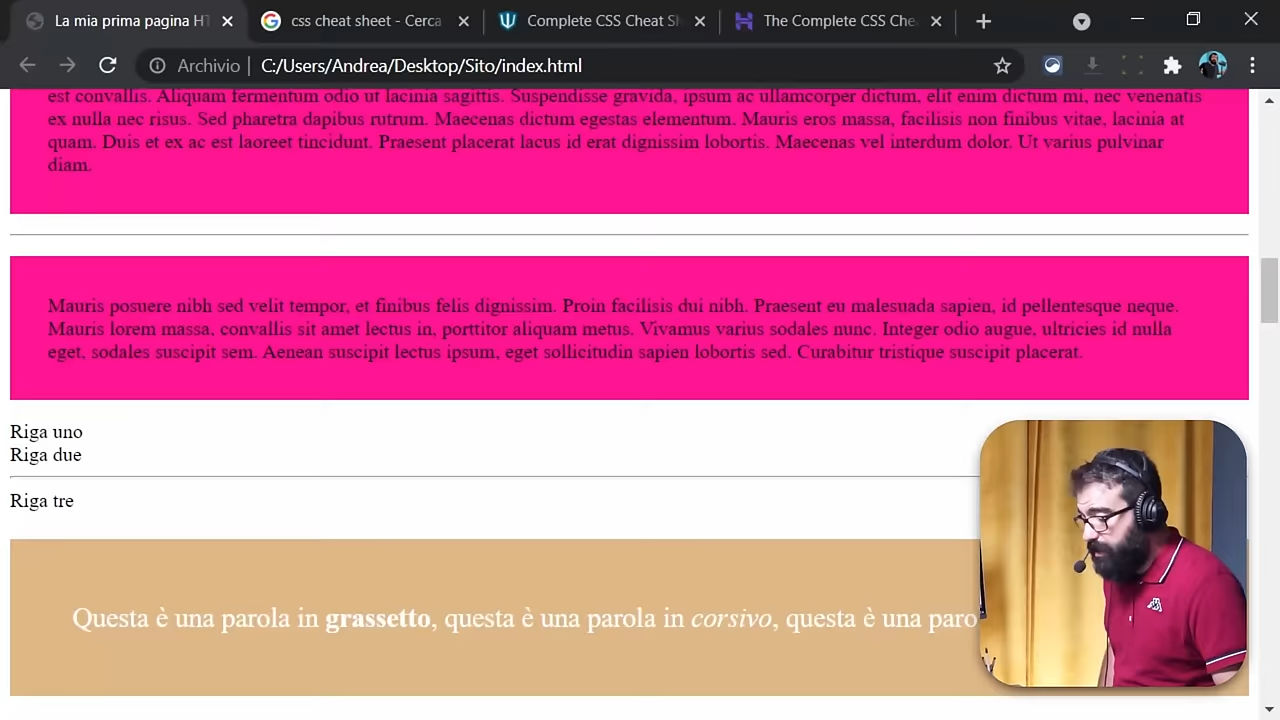 La mia prima pagina HT
css cheat sheet - Cerca
Complete CSS Cheat Sh
The Complete CSS Che
Archivio
C:/Users/Andrea/Desktop/Sito/index.html
est convallis. Aliquam fermentum odio ut lacinia sagittis. Suspendisse gravida, ipsum ac ullamcorper dictum, elit enim dictum mi, nec venenatis
ex nulla nec risus. Sed pharetra dapibus rutrum. Maecenas dictum egestas elementum. Mauris eros massa, facilisis non finibus vitae, lacinia at
quam. Duis et ex ac est laoreet tincidunt. Praesent placerat lacus id erat dignissim lobortis. Maecenas vel interdum dolor. Ut varius pulvinar
diam.
Mauris posuere nibh sed velit tempor, et finibus felis dignissim. Proin facilisis dui nibh. Praesent eu malesuada sapien, id pellentesque neque.
Mauris lorem massa, convallis sit amet lectus in, porttitor aliquam metus. Vivamus varius sodales nunc. Integer odio augue, ultricies id nulla
eget, sodales suscipit sem. Aenean suscipit lectus ipsum, eget sollicitudin sapien lobortis sed. Curabitur tristique suscipit placerat.
Riga uno
Riga due
Riga tre
Questa è una parola in grassetto, questa è una parola in corsivo, questa è una paro